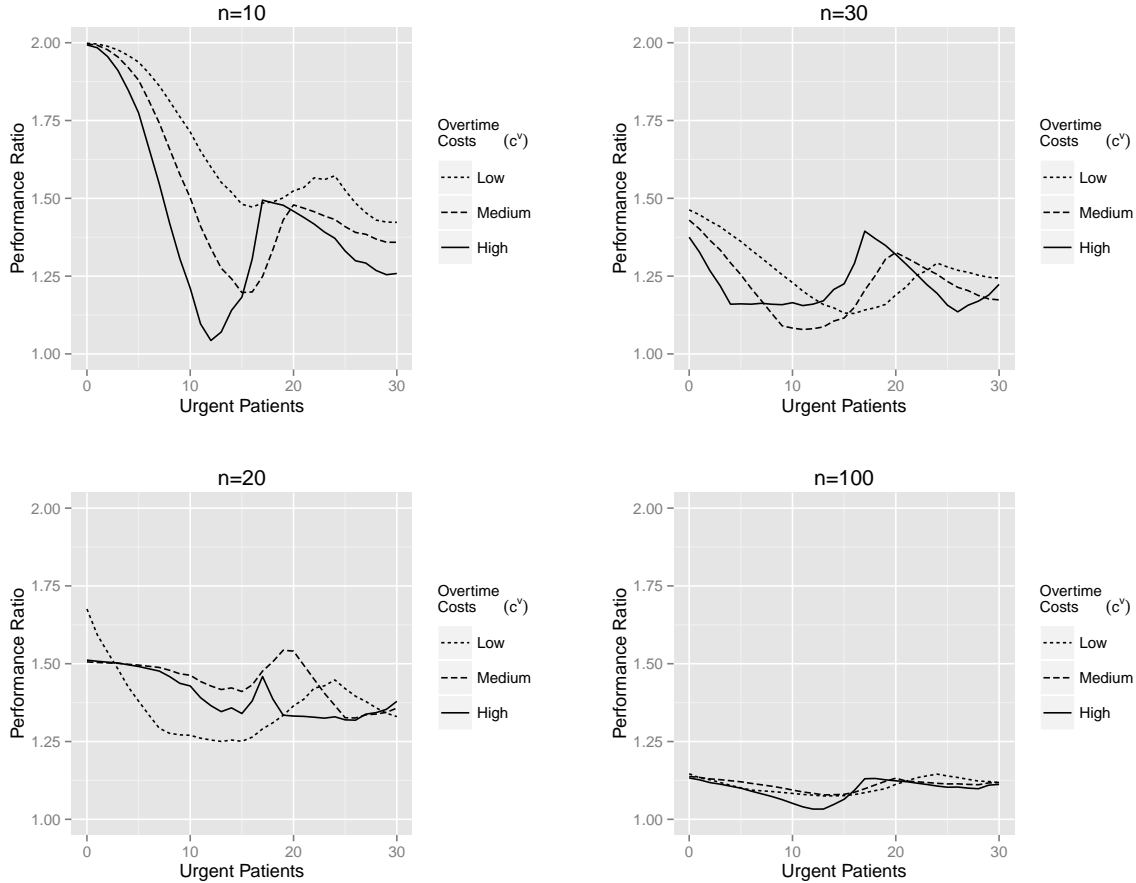 n=10
2.00
1.75
1.50
1.25
1.00
0
10
20
30
Performance Ratio
Urgent Patients
Overtime
Costs (cᵛ)
Low
Medium
High
n=30
2.00
1.75
1.50
1.25
1.00
0
10
20
30
Performance Ratio
Urgent Patients
Overtime
Costs (cᵛ)
Low
Medium
High
n=20
2.00
1.75
1.50
1.25
1.00
0
10
20
30
Performance Ratio
Urgent Patients
Overtime
Costs (cᵛ)
Low
Medium
High
n=100
2.00
1.75
1.50
1.25
1.00
0
10
20
30
Performance Ratio
Urgent Patients
Overtime
Costs (cᵛ)
Low
Medium
High